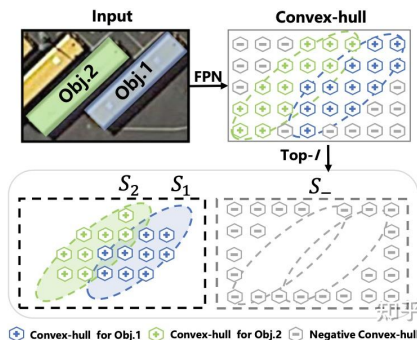 Input
Convex-hull
Obj.2
Obj.1
FPN
Top-I
S₂
S₁
S₋
知乎
Convex-hull for Obj.1
Convex-hull for Obj.2
Negative Convex-hull